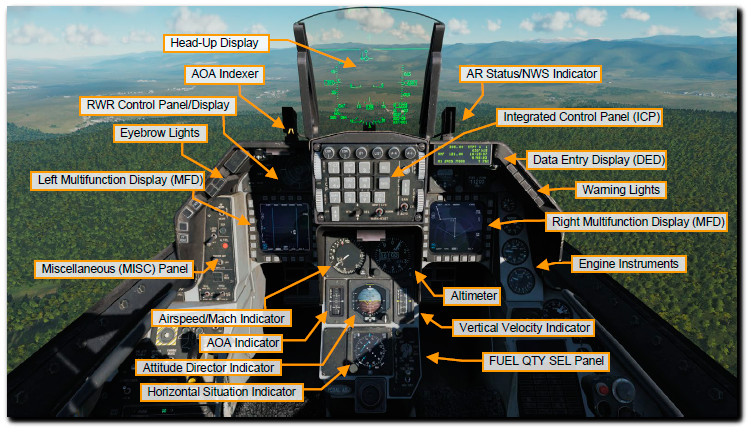 Head-Up Display
AOA Indexer
AR Status/NWS Indicator
RWR Control Panel/Display
Integrated Control Panel (ICP)
Eyebrow Lights
Data Entry Display (DED)
Left Multifunction Display (MFD)
Warning Lights
Right Multifunction Display (MFD)
Miscellaneous (MISC) Panel
Engine Instruments
Altimeter
Airspeed/Mach Indicator
Vertical Velocity Indicator
AOA Indicator
Attitude Director Indicator
FUEL QTY SEL Panel
Horizontal Situation Indicator